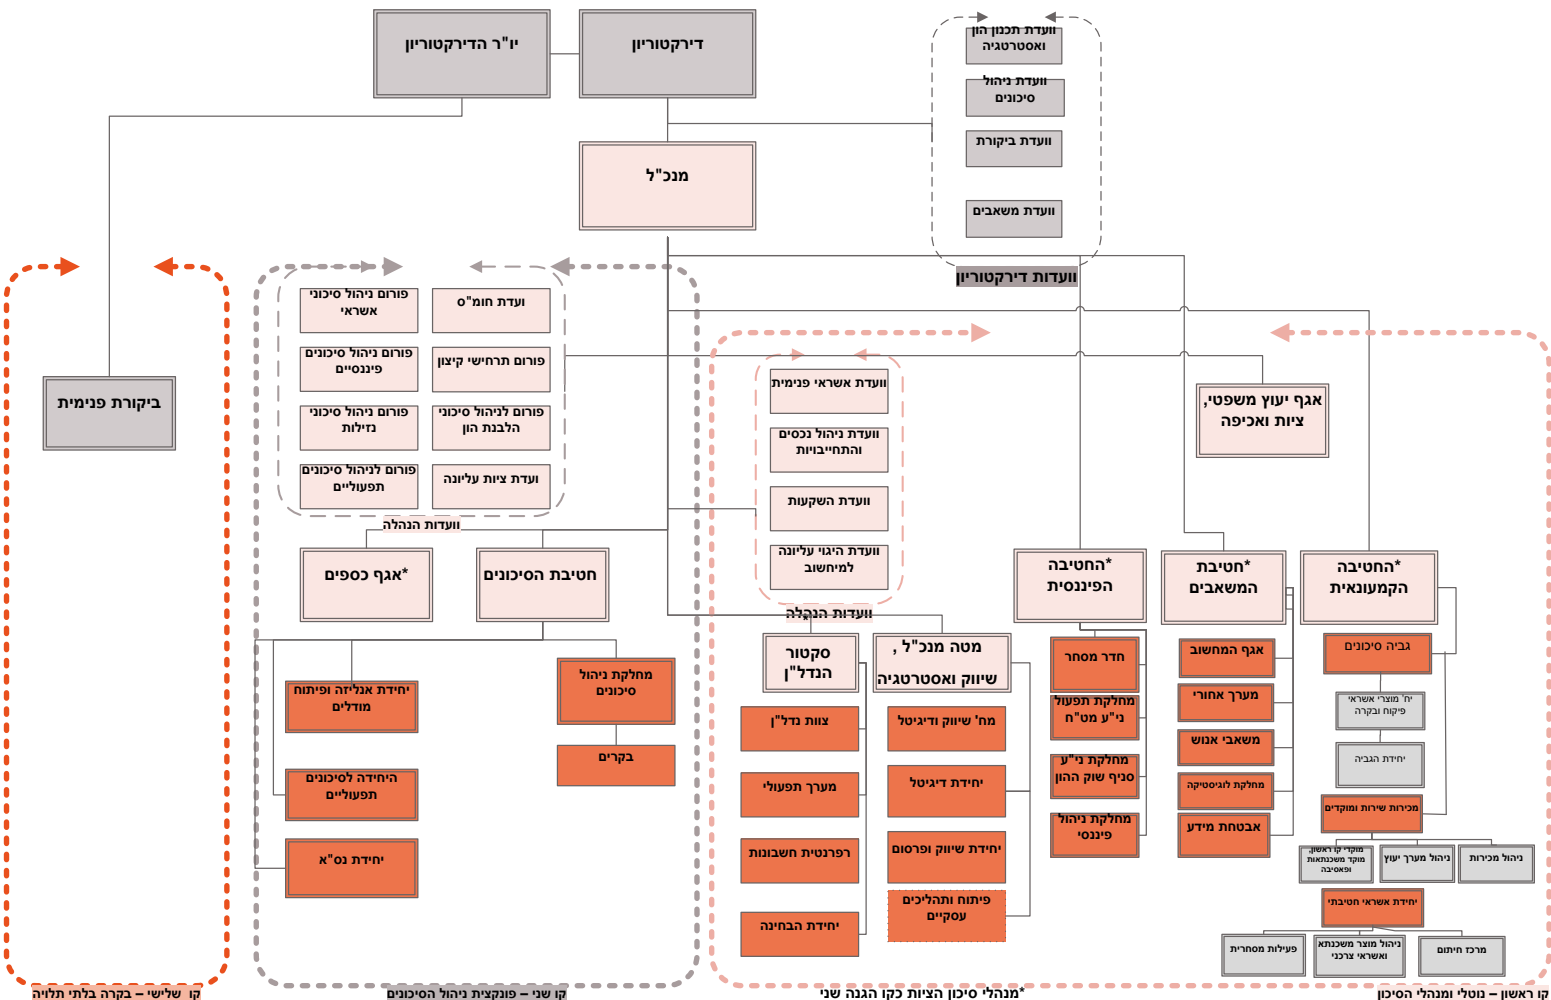 יו"ר הדירקטוריון
דירקטוריון
וועדת תכנון הון
ואסטרטגיה
וועדת ניהול
סיכונים
וועדת ביקורת
וועדת משאבים
וועדות דירקטוריון
מנכ"ל
ביקורת פנימית
ועדת חומ"ס
פורום ניהול סיכוני
אשראי
פורום תרחישי קיצון
פורום ניהול סיכונים
פיננסיים
פורום לניהול סיכוני
הלבנת הון
פורום ניהול סיכוני
נזילות
ועדת ציות עליונה
פורום לניהול סיכונים
תפעוליים
וועדות הנהלה
וועדת אשראי פנימית
וועדת ניהול נכסים
והתחייבויות
וועדת השקעות
וועדת היגוי עליונה
למיחשוב
וועדות הנהלה
אגף יעוץ משפטי,
ציות ואכיפה
*החטיבה
הקמעונאית
*חטיבת
המשאבים
*החטיבה
הפיננסית
חטיבת הסיכונים
*אגף כספים
מטה מנכ"ל ,
שיווק ואסטרטגיה
*
סקטור
הנדל"ן
גביה סיכונים
יח' מוצרי אשראי
פיקוח ובקרה
יחידת הגביה
מכירות שירות ומוקדים
ניהול מכירות
ניהול מערך יעוץ
מוקדי קו ראשון,
מוקד משכנתאות
ופאסיבה
יחידת אשראי חטיבתי
מרכז חיתום
ניהול מוצר משכנתא
ואשראי צרכני
פעילות מסחרית
אגף המחשוב
מערך אחורי
משאבי אנוש
מחלקת לוגיסטיקה
אבטחת מידע
חדר מסחר
מחלקת תפעול
ני"ע מט"ח
מחלקת ני"ע
סניף שוק ההון
מחלקת ניהול
פיננסי
מח' שיווק ודיגיטל
יחידת דיגיטל
יחידת שיווק ופרסום
פיתוח ותהליכים
עסקיים
צוות נדל"ן
מערך תפעולי
רפרנטית חשבונות
יחידת הבחינה
מחלקת ניהול
סיכונים
בקרים
יחידת אנליזה ופיתוח
מודלים
היחידה לסיכונים
תפעוליים
יחידת נס"א
קו ראשון – נוטלי ומנהלי הסיכון
*מנהלי סיכון הציות כקו הגנה שני
קו שני – פונקצית ניהול הסיכונים
קו שלישי – בקרה בלתי תלויה